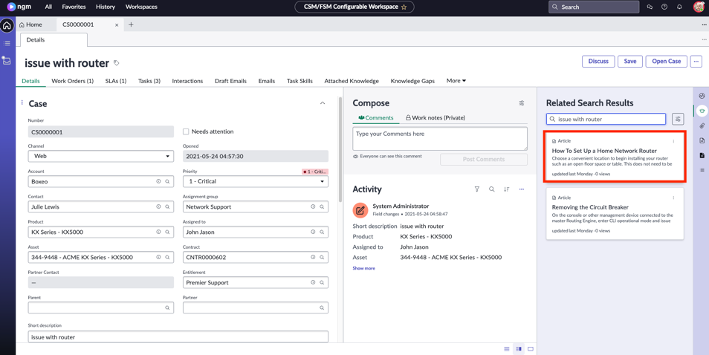 ngm All Favorites History Workspaces CSM/FSM Configurable Workspace Search
Home CS0000001
Details
issue with router
Discuss Save Open Case
Details Work Orders (1) SLAs (1) Tasks (3) Interactions Draft Emails Emails Task Skills Attached Knowledge Knowledge Gaps More
Case
Number
CS0000001
Needs attention
Channel
Web
Opened
2021-05-24 04:57:30
Account
Boxeo
Priority
1 - Criti...
1 - Critical
Contact
Julie Lewis
Assignment group
Network Support
Product
KX Series - KX5000
Assigned to
John Jason
Asset
344-9448 - ACME KX Series - KX5000
Contract
CNTR0000602
Partner Contact
—
Entitlement
Premier Support
Parent
Partner
Short description
Issue with router
Compose
Comments Work notes (Private)
Type your Comments here
Everyone can see this comment
Post Comments
Activity
System Administrator
Field changes • 2021-05-24 04:58:47
Short description issue with router
Product KX Series - KX5000
Assigned to John Jason
Asset 344-9448 - ACME KX Series - KX5000
Show more
Related Search Results
issue with router
Article
How To Set Up a Home Network Router
Choose a convenient location to begin installing your router
such as an open floor space or table. This does not need to be
updated last Monday · 0 views
Article
Removing the Circuit Breaker
On the console or other management device connected to the
master Routing Engine, enter CLI operational mode and issue
updated last Monday · 0 views